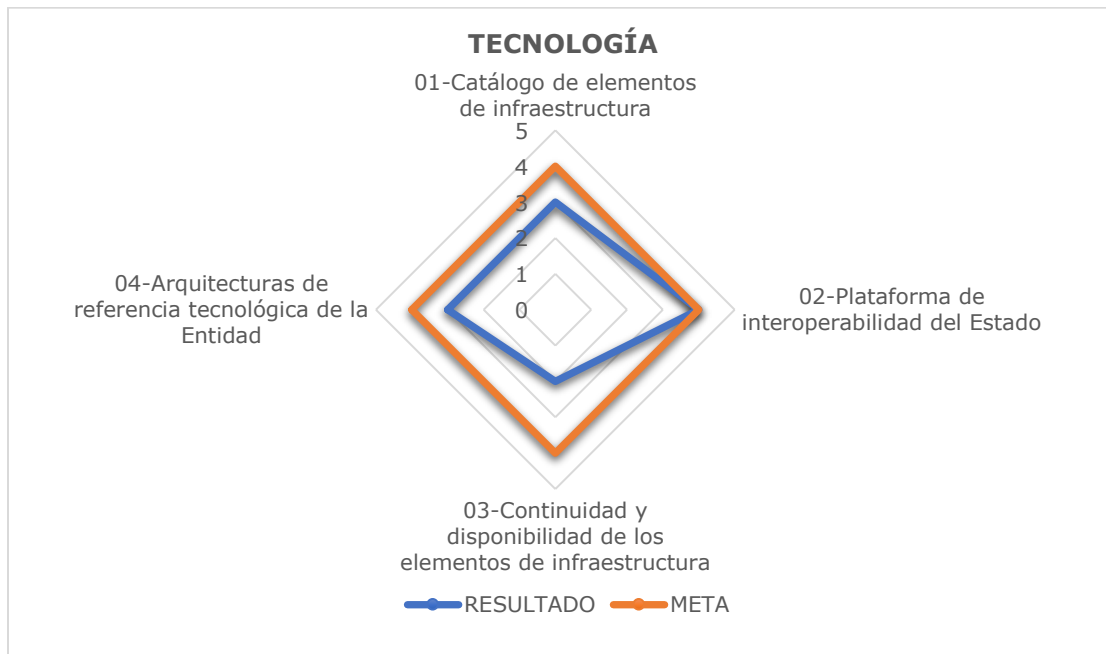 TECNOLOGÍA
01-Catálogo de elementos
de infraestructura
5
4
3
2
1
0
04-Arquitecturas de
referencia tecnológica de la
Entidad
02-Plataforma de
interoperabilidad del Estado
03-Continuidad y
disponibilidad de los
elementos de infraestructura
RESULTADO META